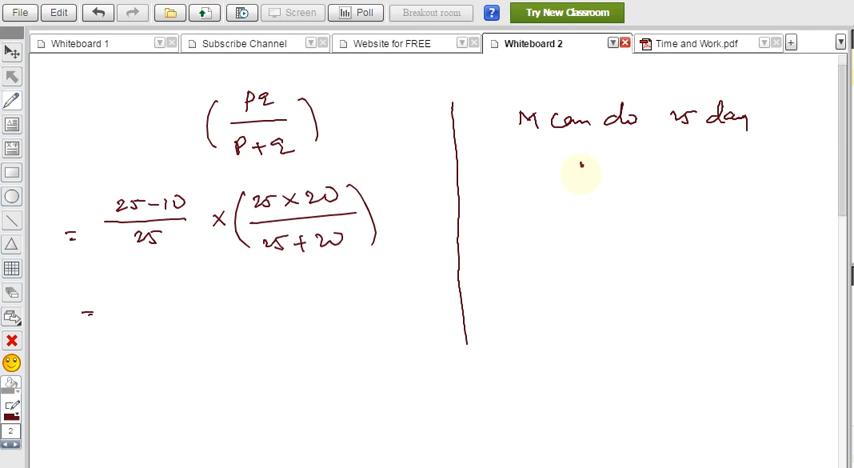 File Edit Screen Poll Breakout room ? Try New Classroom
Whiteboard 1 Subscribe Channel Website for FREE Whiteboard 2 Time and Work.pdf
(pq / p+q)
= 25-10 / 25 × (25 × 20 / 25 + 20)
=
M can do 25 day
2